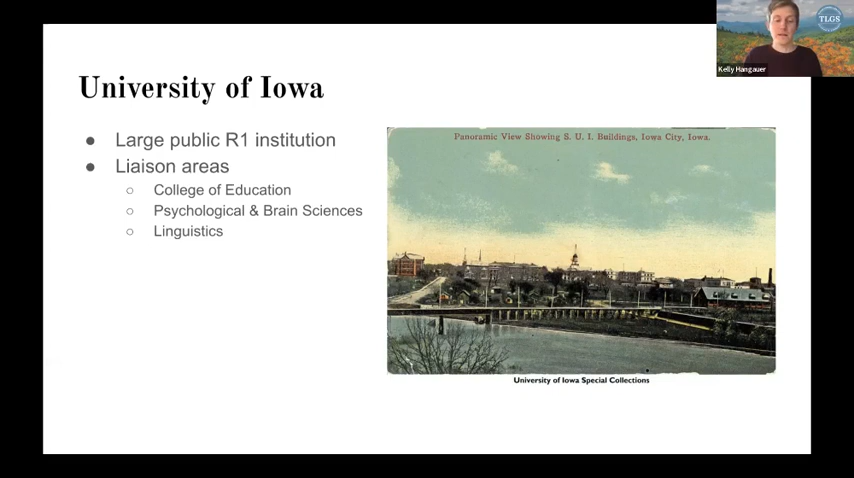 University of Iowa
● Large public R1 institution
● Liaison areas
○ College of Education
○ Psychological & Brain Sciences
○ Linguistics
Panoramic View Showing S. U. I. Buildings, Iowa City, Iowa.
University of Iowa Special Collections
TLGS
Kelly Hangauer